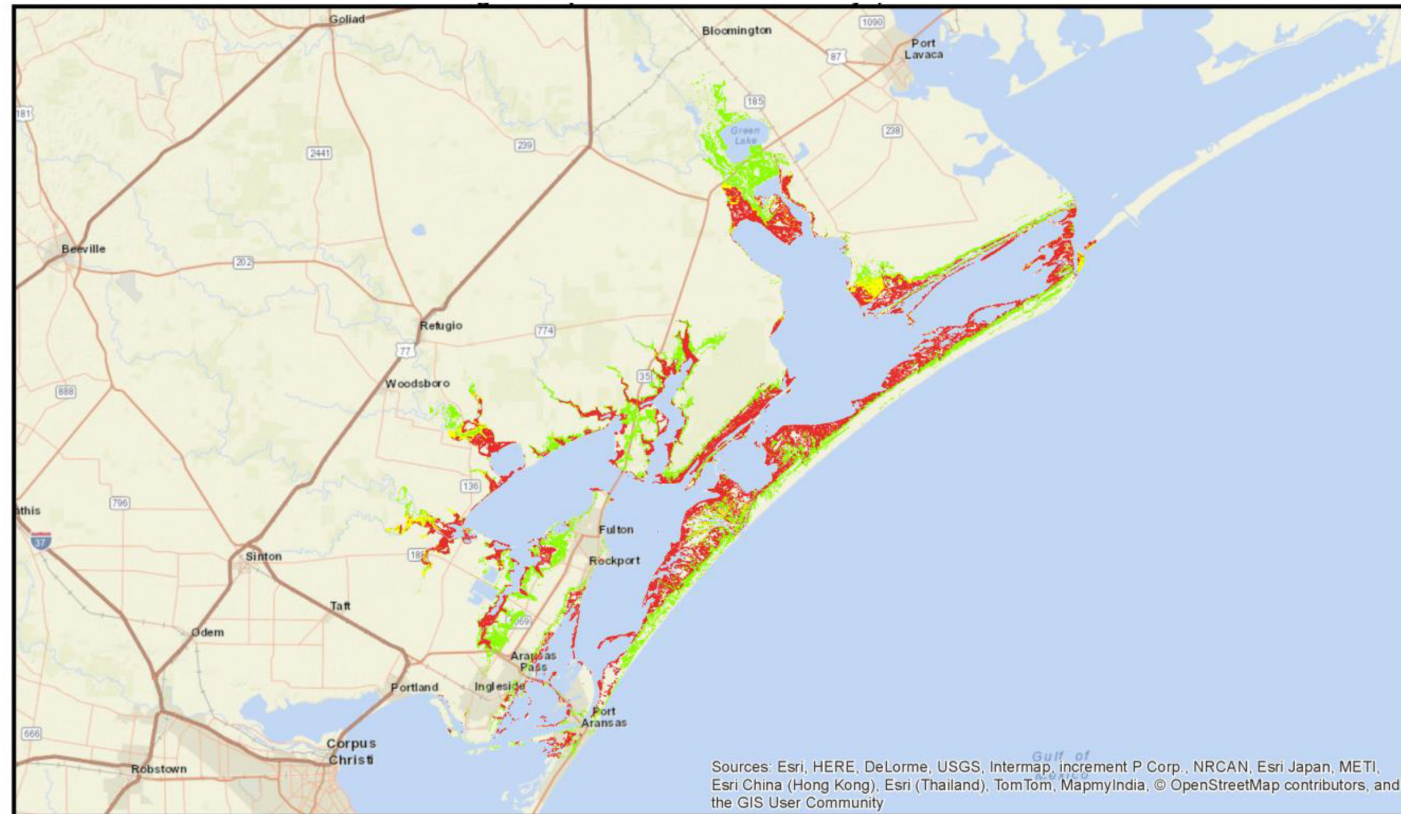 Goliad
Bloomington
1090
Port
Lavaca
87
181
185
Green
Lake
238
2441
239
Beeville
202
Refugio
774
77
35
Woodsboro
888
136
796
Fulton
37
Sinton
Rockport
Taft
Odem
Aransas
Pass
Portland
Ingleside
Port
Aransas
666
Corpus
Christi
Robstown
Gulf of
Sources: Esri, HERE, DeLorme, USGS, Intermap, increment P Corp., NRCAN, Esri Japan, METI,
Esri China (Hong Kong), Esri (Thailand), TomTom, MapmyIndia, © OpenStreetMap contributors, and
the GIS User Community